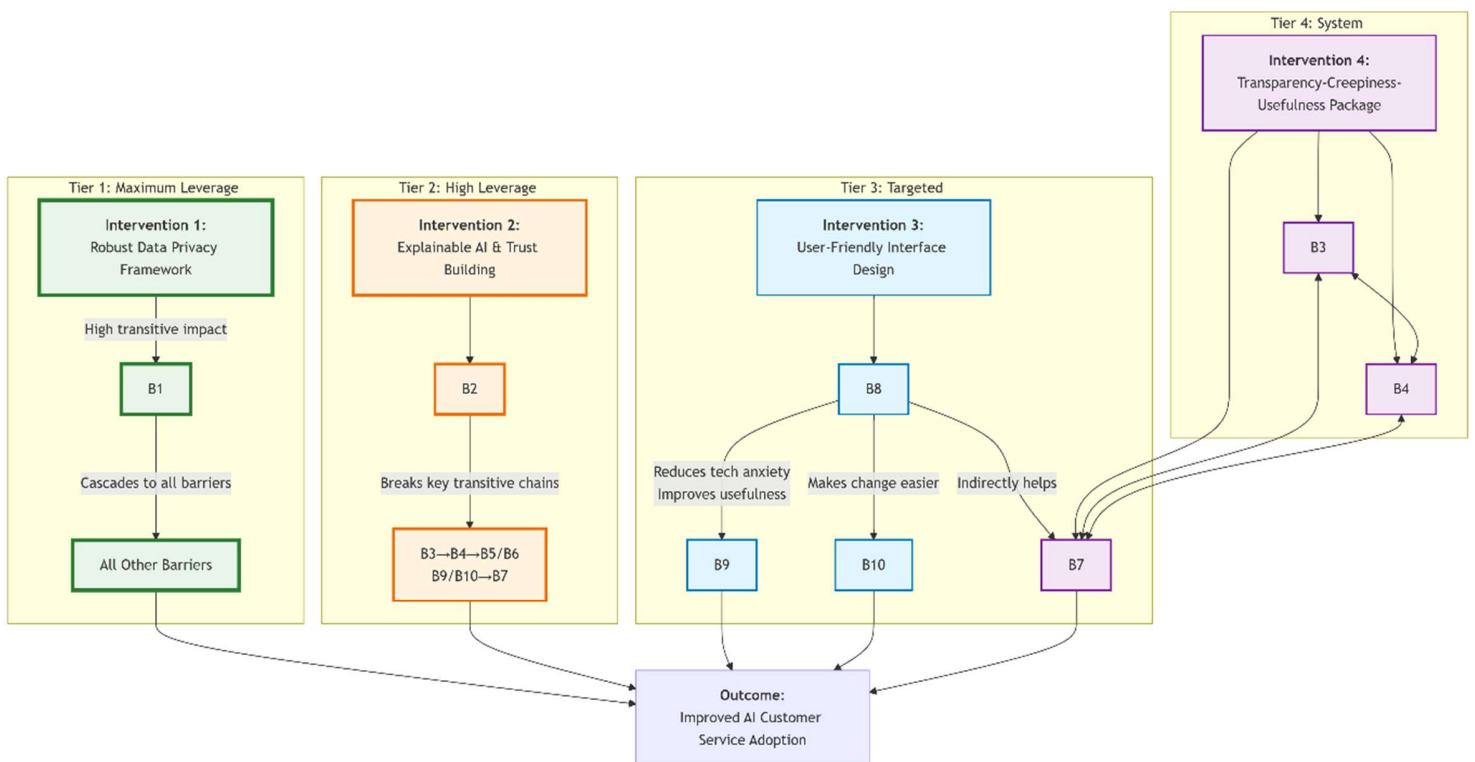 Tier 4: System
Intervention 4:
Transparency-Creepiness-
Usefulness Package
B3
B4
Tier 1: Maximum Leverage
Intervention 1:
Robust Data Privacy
Framework
High transitive impact
B1
Cascades to all barriers
All Other Barriers
Tier 2: High Leverage
Intervention 2:
Explainable AI & Trust
Building
B2
Breaks key transitive chains
B3→B4→B5/B6
B9/B10→B7
Tier 3: Targeted
Intervention 3:
User-Friendly Interface
Design
B8
Reduces tech anxiety
Improves usefulness
Makes change easier
Indirectly helps
B9
B10
B7
Outcome:
Improved AI Customer
Service Adoption